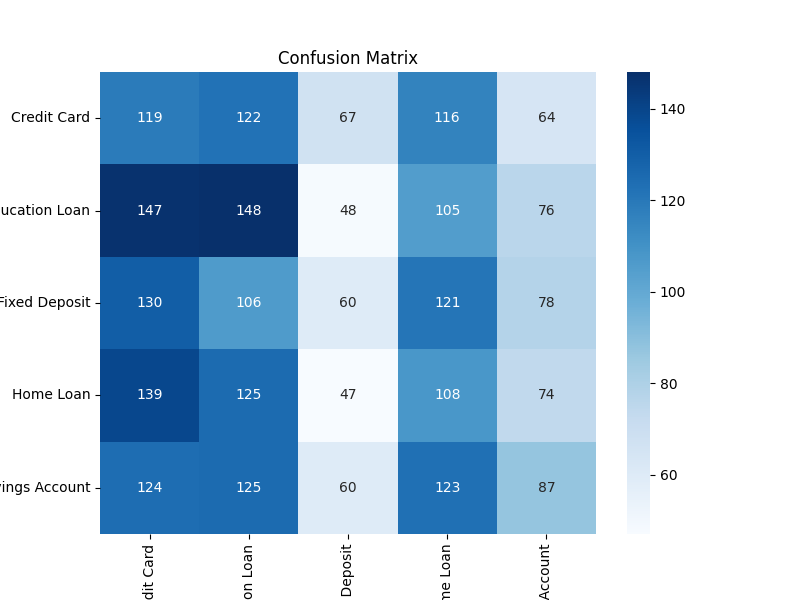 Confusion Matrix
Credit Card 119 122 67 116 64
ucation Loan 147 148 48 105 76
Fixed Deposit 130 106 60 121 78
Home Loan 139 125 47 108 74
ings Account 124 125 60 123 87
dit Card
on Loan
Deposit
me Loan
Account
140
120
100
80
60